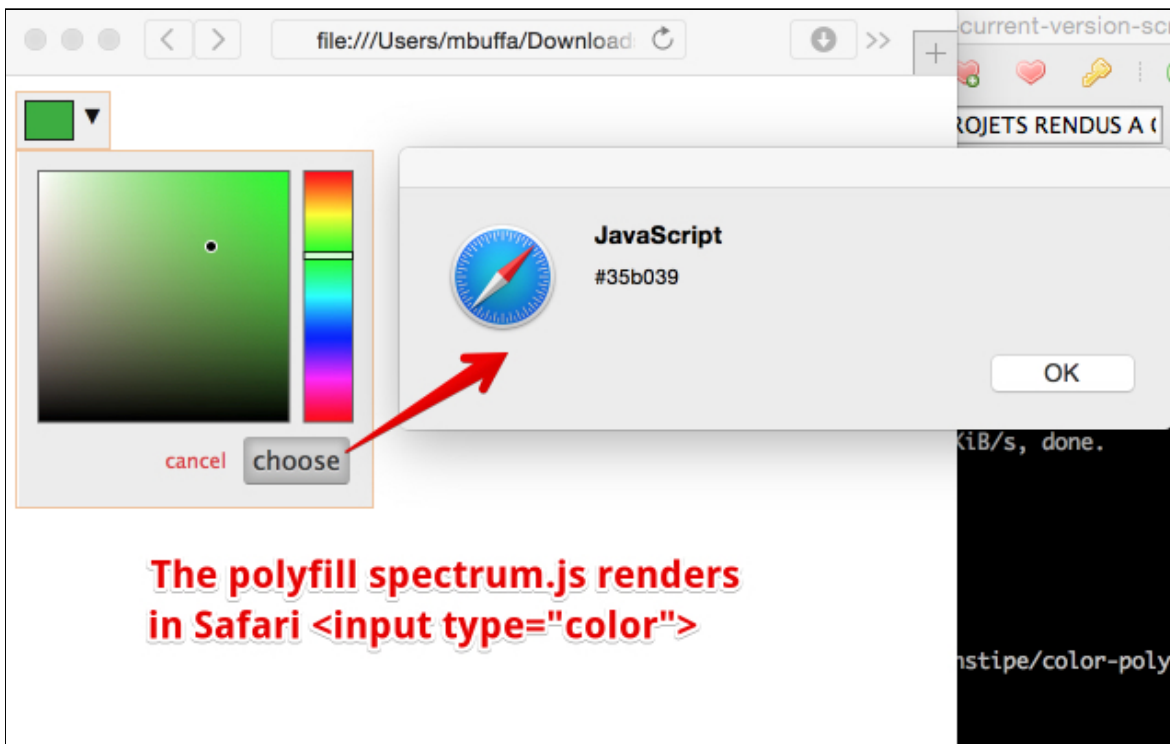 file:///Users/mbuffa/Download
current-version-scr
ROJETS RENDUS A
JavaScript
#35b039
OK
cancel
choose
KiB/s, done.
The polyfill spectrum.js renders
in Safari <input type="color">
nstipe/color-poly